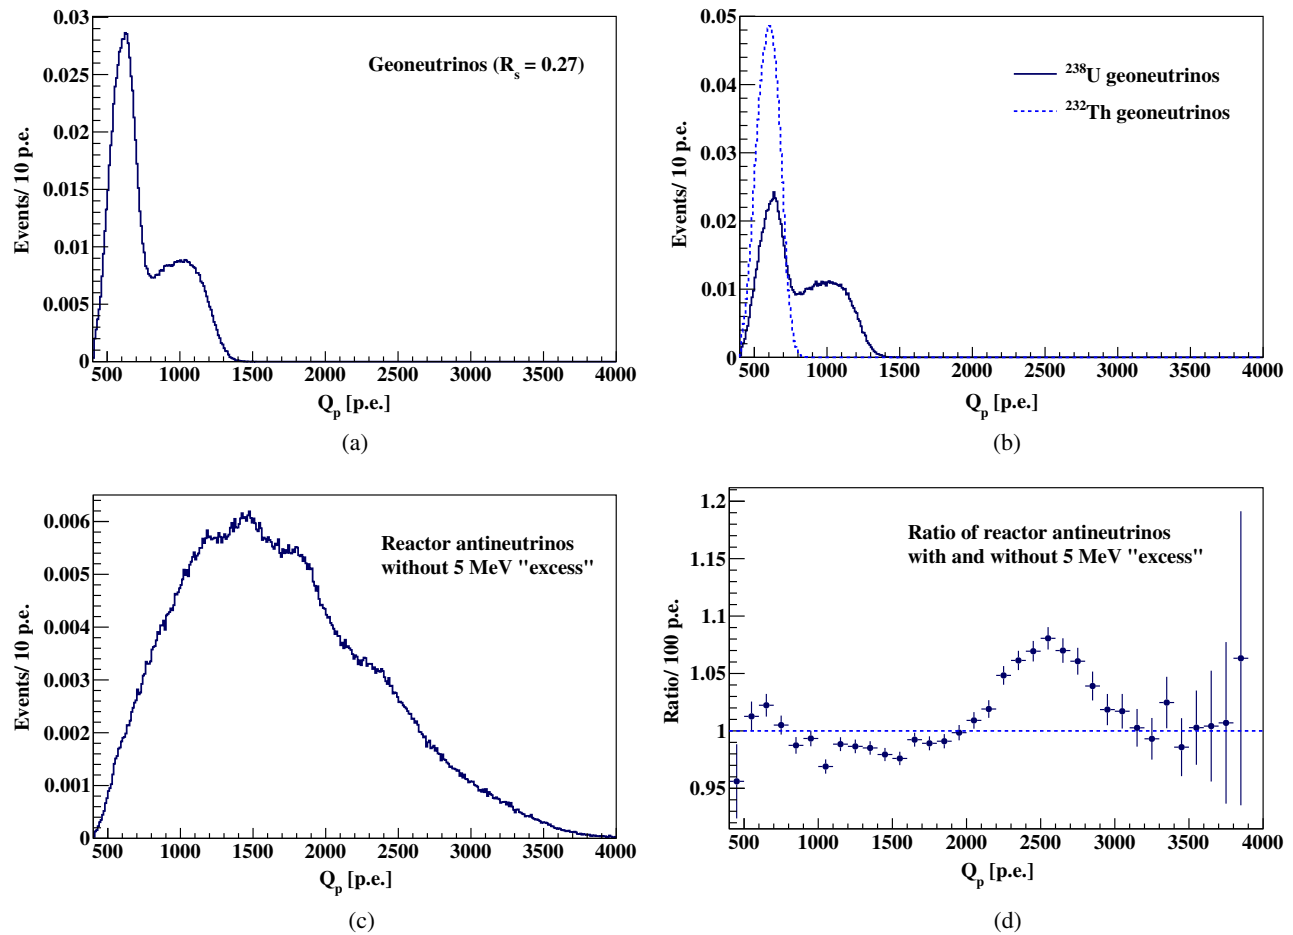 0.03
0.025
0.02
0.015
0.01
0.005
0
Events/ 10 p.e.
Geoneutrinos (Rs = 0.27)
500 1000 1500 2000 2500 3000 3500 4000
Qp [p.e.]
(a)
0.05
0.04
0.03
0.02
0.01
0
Events/ 10 p.e.
238U geoneutrinos
232Th geoneutrinos
500 1000 1500 2000 2500 3000 3500 4000
Qp [p.e.]
(b)
0.006
0.005
0.004
0.003
0.002
0.001
0
Events/ 10 p.e.
Reactor antineutrinos
without 5 MeV "excess"
500 1000 1500 2000 2500 3000 3500 4000
Qp [p.e.]
(c)
1.2
1.15
1.1
1.05
1
0.95
Ratio/ 100 p.e.
Ratio of reactor antineutrinos
with and without 5 MeV "excess"
500 1000 1500 2000 2500 3000 3500 4000
Qp [p.e.]
(d)